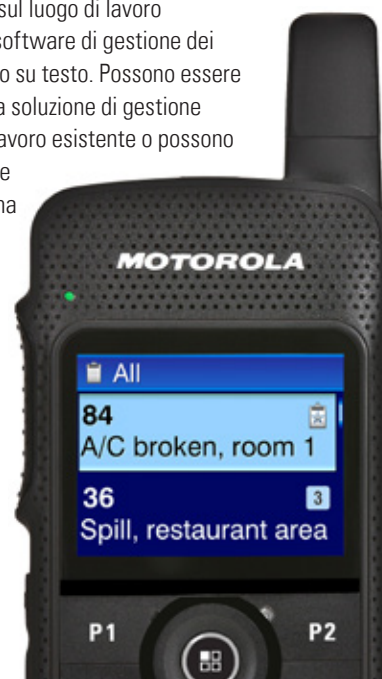 sul luogo di lavoro
software di gestione dei
o su testo. Possono essere
a soluzione di gestione
avoro esistente o possono
e
na
MOTOROLA
All
84
A/C broken, room 1
36
3
Spill, restaurant area
P1
P2